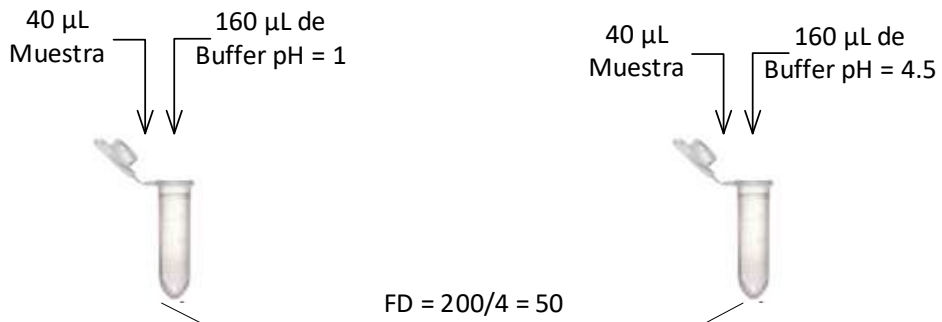 40 µL
Muestra
160 µL de
Buffer pH = 1
40 µL
Muestra
160 µL de
Buffer pH = 4.5
FD = 200/4 = 50